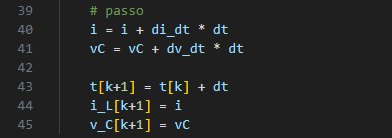 39 # passo
40 i = i + di_dt * dt
41 vC = vC + dv_dt * dt
42
43 t[k+1] = t[k] + dt
44 i_L[k+1] = i
45 v_C[k+1] = vC